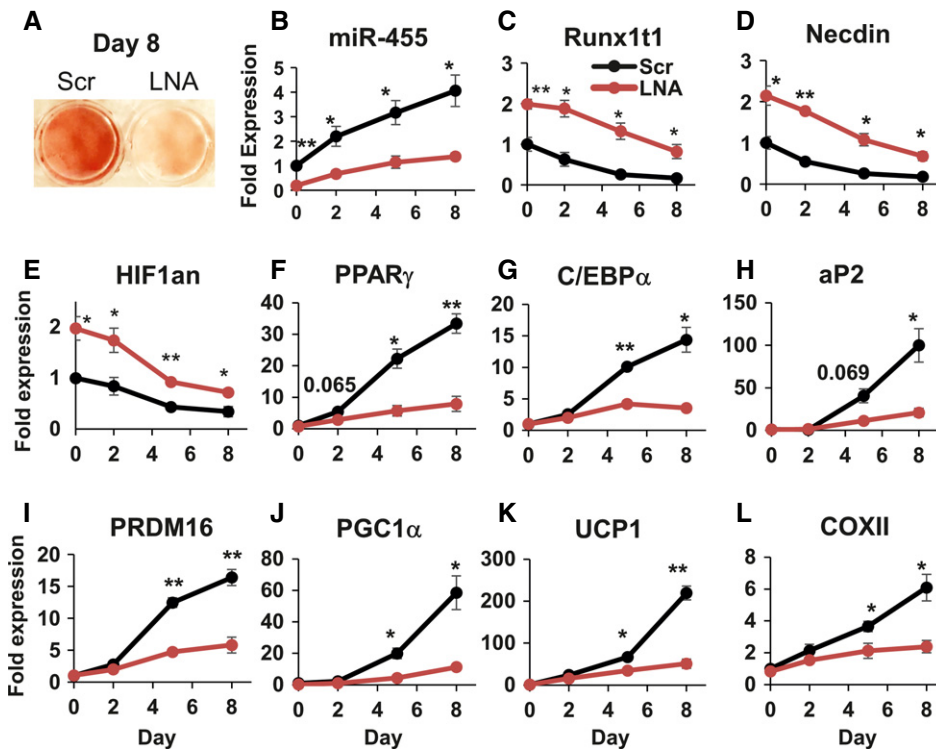 A
Day 8
Scr LNA
B
miR-455
Fold Expression
5
4
3
2
1
0
**
*
*
*
0 2 4 6 8
C
Runx1t1
Scr
LNA
3
2
1
0
**
*
*
*
0 2 4 6 8
D
Necdin
3
2
1
0
*
**
*
*
0 2 4 6 8
E
HIF1an
Fold expression
2
1
0
*
*
**
*
0 2 4 6 8
F
PPARγ
40
30
20
10
0
0.065
*
**
0 2 4 6 8
G
C/EBPα
20
15
10
5
0
**
*
0 2 4 6 8
H
aP2
150
100
50
0
0.069
*
0 2 4 6 8
I
PRDM16
Fold expression
20
15
10
5
0
**
**
0 2 4 6 8
Day
J
PGC1α
80
60
40
20
0
*
*
0 2 4 6 8
Day
K
UCP1
300
200
100
0
*
**
0 2 4 6 8
Day
L
COXII
8
6
4
2
0
*
*
0 2 4 6 8
Day